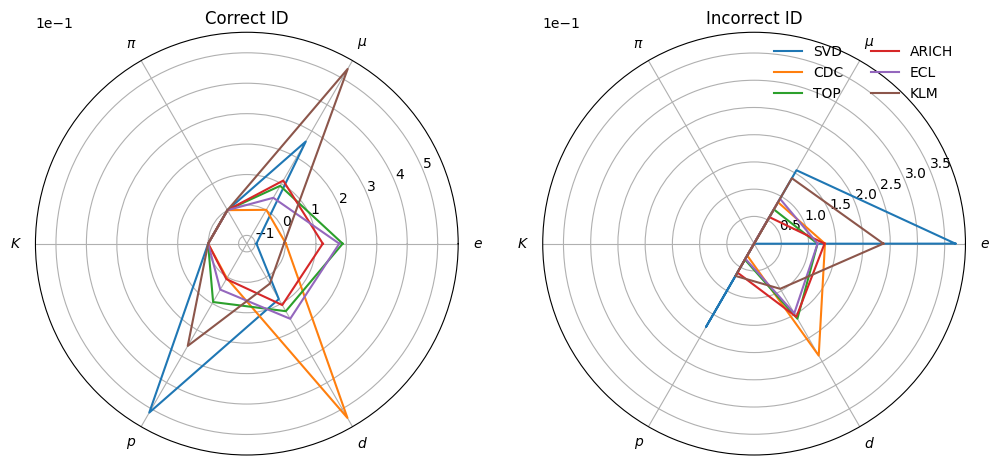 Correct ID
1e−1
e
μ
π
K
p
d
−1
0
1
2
3
4
5
Incorrect ID
1e−1
e
μ
π
K
p
d
0.5
1.0
1.5
2.0
2.5
3.0
3.5
SVD
CDC
TOP
ARICH
ECL
KLM